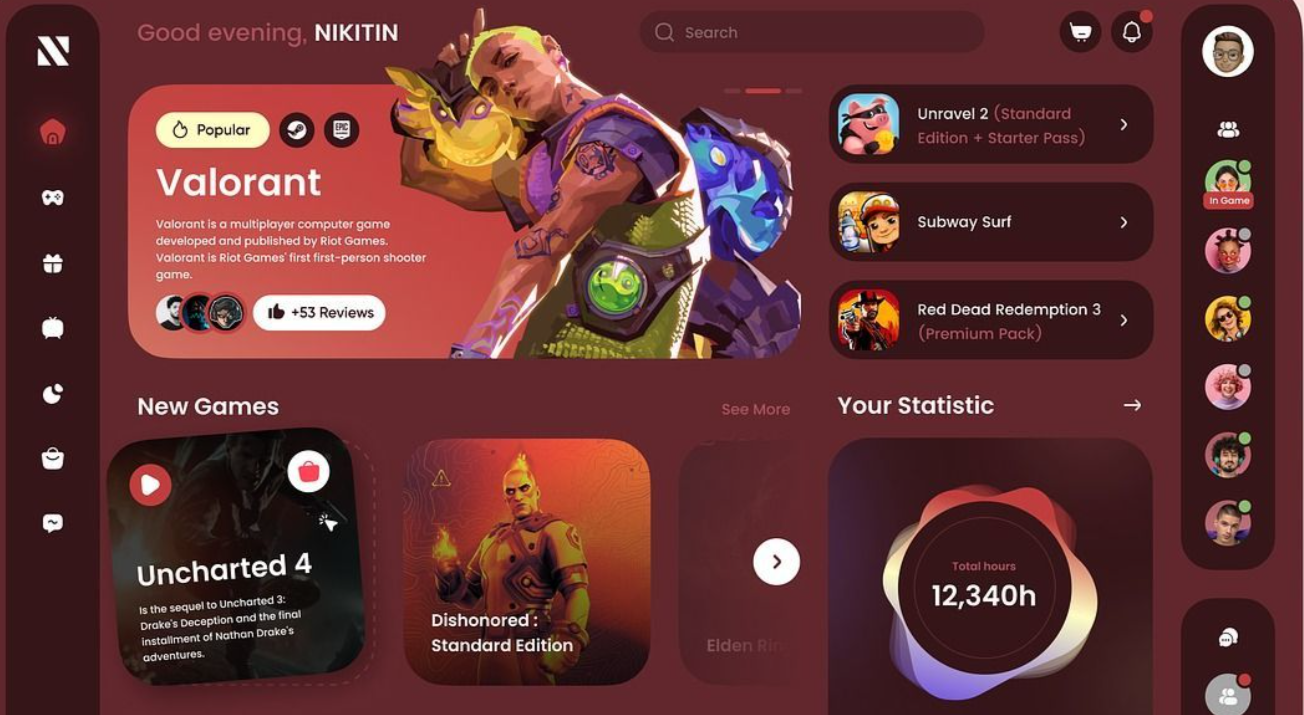 Good evening, NIKITIN
Search
Popular
EPIC
GAMES
Valorant
Valorant is a multiplayer computer game
developed and published by Riot Games.
Valorant is Riot Games' first first-person shooter
game.
+53 Reviews
Unravel 2 (Standard
Edition + Starter Pass)
Subway Surf
Red Dead Redemption 3
(Premium Pack)
In Game
New Games
See More
Uncharted 4
Is the sequel to Uncharted 3:
Drake's Deception and the final
installment of Nathan Drake's
adventures.
Dishonored :
Standard Edition
Elden Rin
Your Statistic
Total hours
12,340h